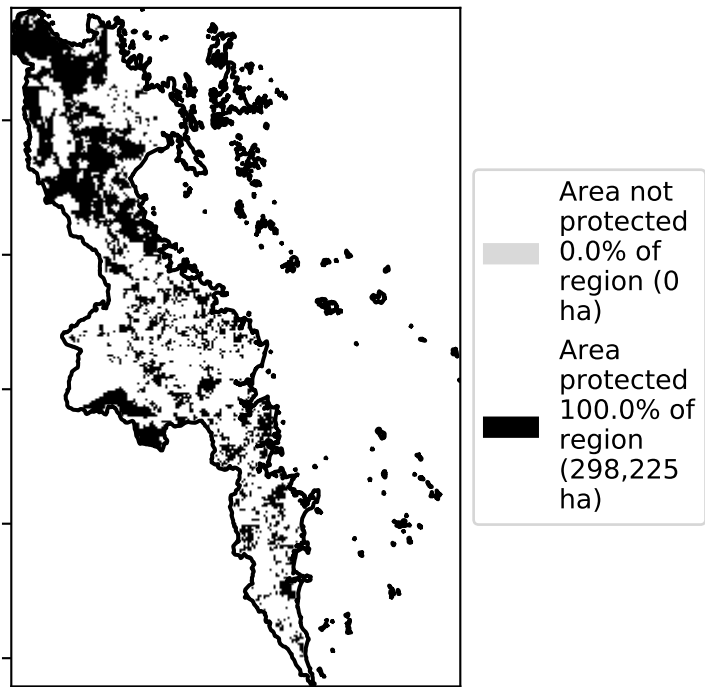 Area not
protected
0.0% of
region (0
ha)
Area
protected
100.0% of
region
(298,225
ha)